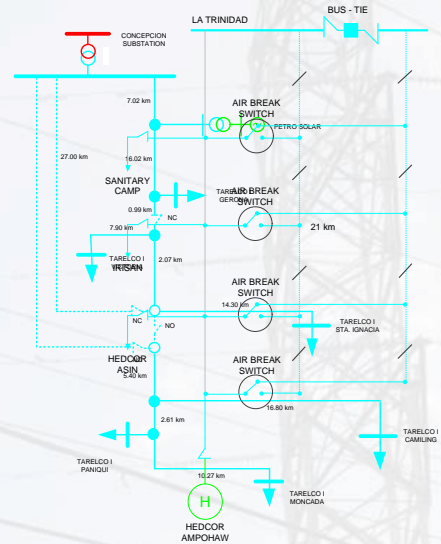 BUS - TIE
LA TRINIDAD
CONCEPCION
SUBSTATION
7.02 km
AIR BREAK
SWITCH
PETRO SOLAR
27.00 km
16.02 km
SANITARY
CAMP
TARELCO I
GERONA
AIR BREAK
SWITCH
0.99 km
NC
7.90 km
21 km
TARELCO I
IRISAN
2.07 km
AIR BREAK
SWITCH
14.30 km
NC
NO
TARELCO I
STA. IGNACIA
HEDCOR
ASIN
5.40 km
AIR BREAK
SWITCH
16.80 km
2.61 km
TARELCO I
CAMILING
TARELCO I
PANIQUI
10.27 km
TARELCO I
MONCADA
H
HEDCOR
AMPOHAW